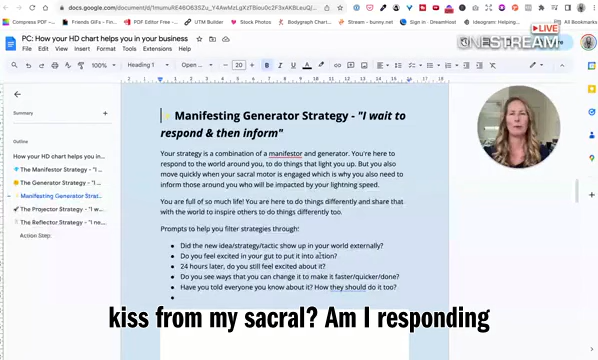 docs.google.com/document/d/1mumuRE46OB3SZu_Y4AwMzLgXzTBiou0c2F3xAKBLeuQ/
Compress
PDF Editor Free
Friends Gifs - Find...
UTM Builder
Stock Photos
Bodygraph Chart
Stream - bunny.net
Sign in ‹ DreamHost
Ideogram: Helping...
All Bookmarks
PC: How your HD chart helps you in your business
File Edit View Insert Format Tools Extensions Help
LIVE
ONESTREAM
100%
Heading 1
Open ...
20
Summary
Outline
How your HD chart helps you in y...
The Manifestor Strategy - "I w...
The Generator Strategy - "I wa...
Manifesting Generator Strat...
The Projector Strategy - "I w...
The Reflector Strategy - "I ne...
Action Step:
Manifesting Generator Strategy - "I wait to
respond & then inform"
Your strategy is a combination of a manifestor and generator. You're here to
respond to the world around you, to do things that light you up. But you also
move quickly when your sacral motor is engaged which is why you also need to
inform those around you who will be impacted by your lightning speed.
You are full of so much life! You are here to do things differently and share that
with the world to inspire others to do things differently too.
Prompts to help you filter strategies through:
Did the new idea/strategy/tactic show up in your world externally?
Do you feel excited in your gut to put it into action?
24 hours later, do you still feel excited about it?
Do you see ways that you can change it to make it faster/quicker/done?
Have you told everyone you know about it? How they should do it too?
kiss from my sacral? Am I responding